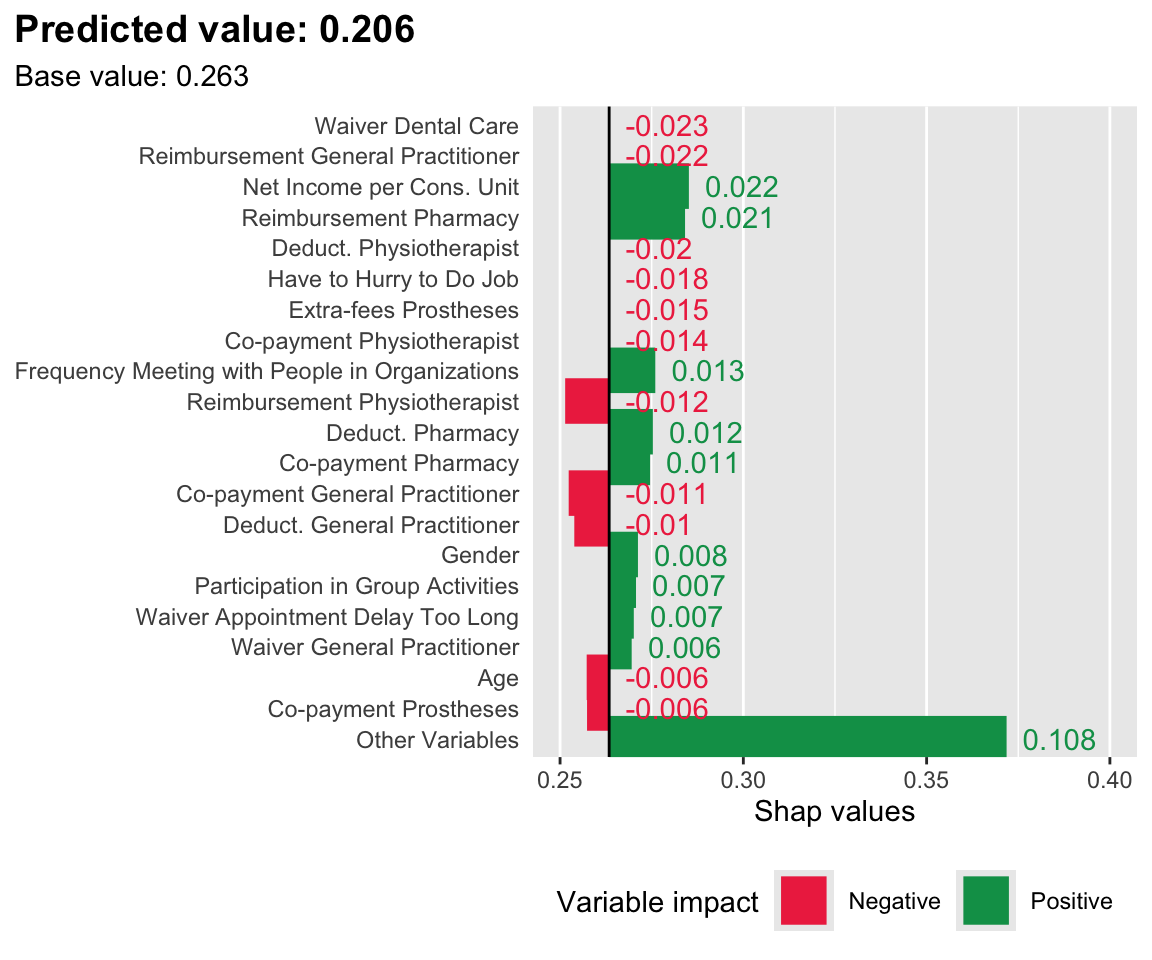 Predicted value: 0.206
Base value: 0.263
Waiver Dental Care -0.023
Reimbursement General Practitioner -0.022
Net Income per Cons. Unit 0.022
Reimbursement Pharmacy 0.021
Deduct. Physiotherapist -0.02
Have to Hurry to Do Job -0.018
Extra-fees Prostheses -0.015
Co-payment Physiotherapist -0.014
Frequency Meeting with People in Organizations 0.013
Reimbursement Physiotherapist -0.012
Deduct. Pharmacy 0.012
Co-payment Pharmacy 0.011
Co-payment General Practitioner -0.011
Deduct. General Practitioner -0.01
Gender 0.008
Participation in Group Activities 0.007
Waiver Appointment Delay Too Long 0.007
Waiver General Practitioner 0.006
Age -0.006
Co-payment Prostheses -0.006
Other Variables 0.108
0.25 0.30 0.35 0.40
Shap values
Variable impact Negative Positive